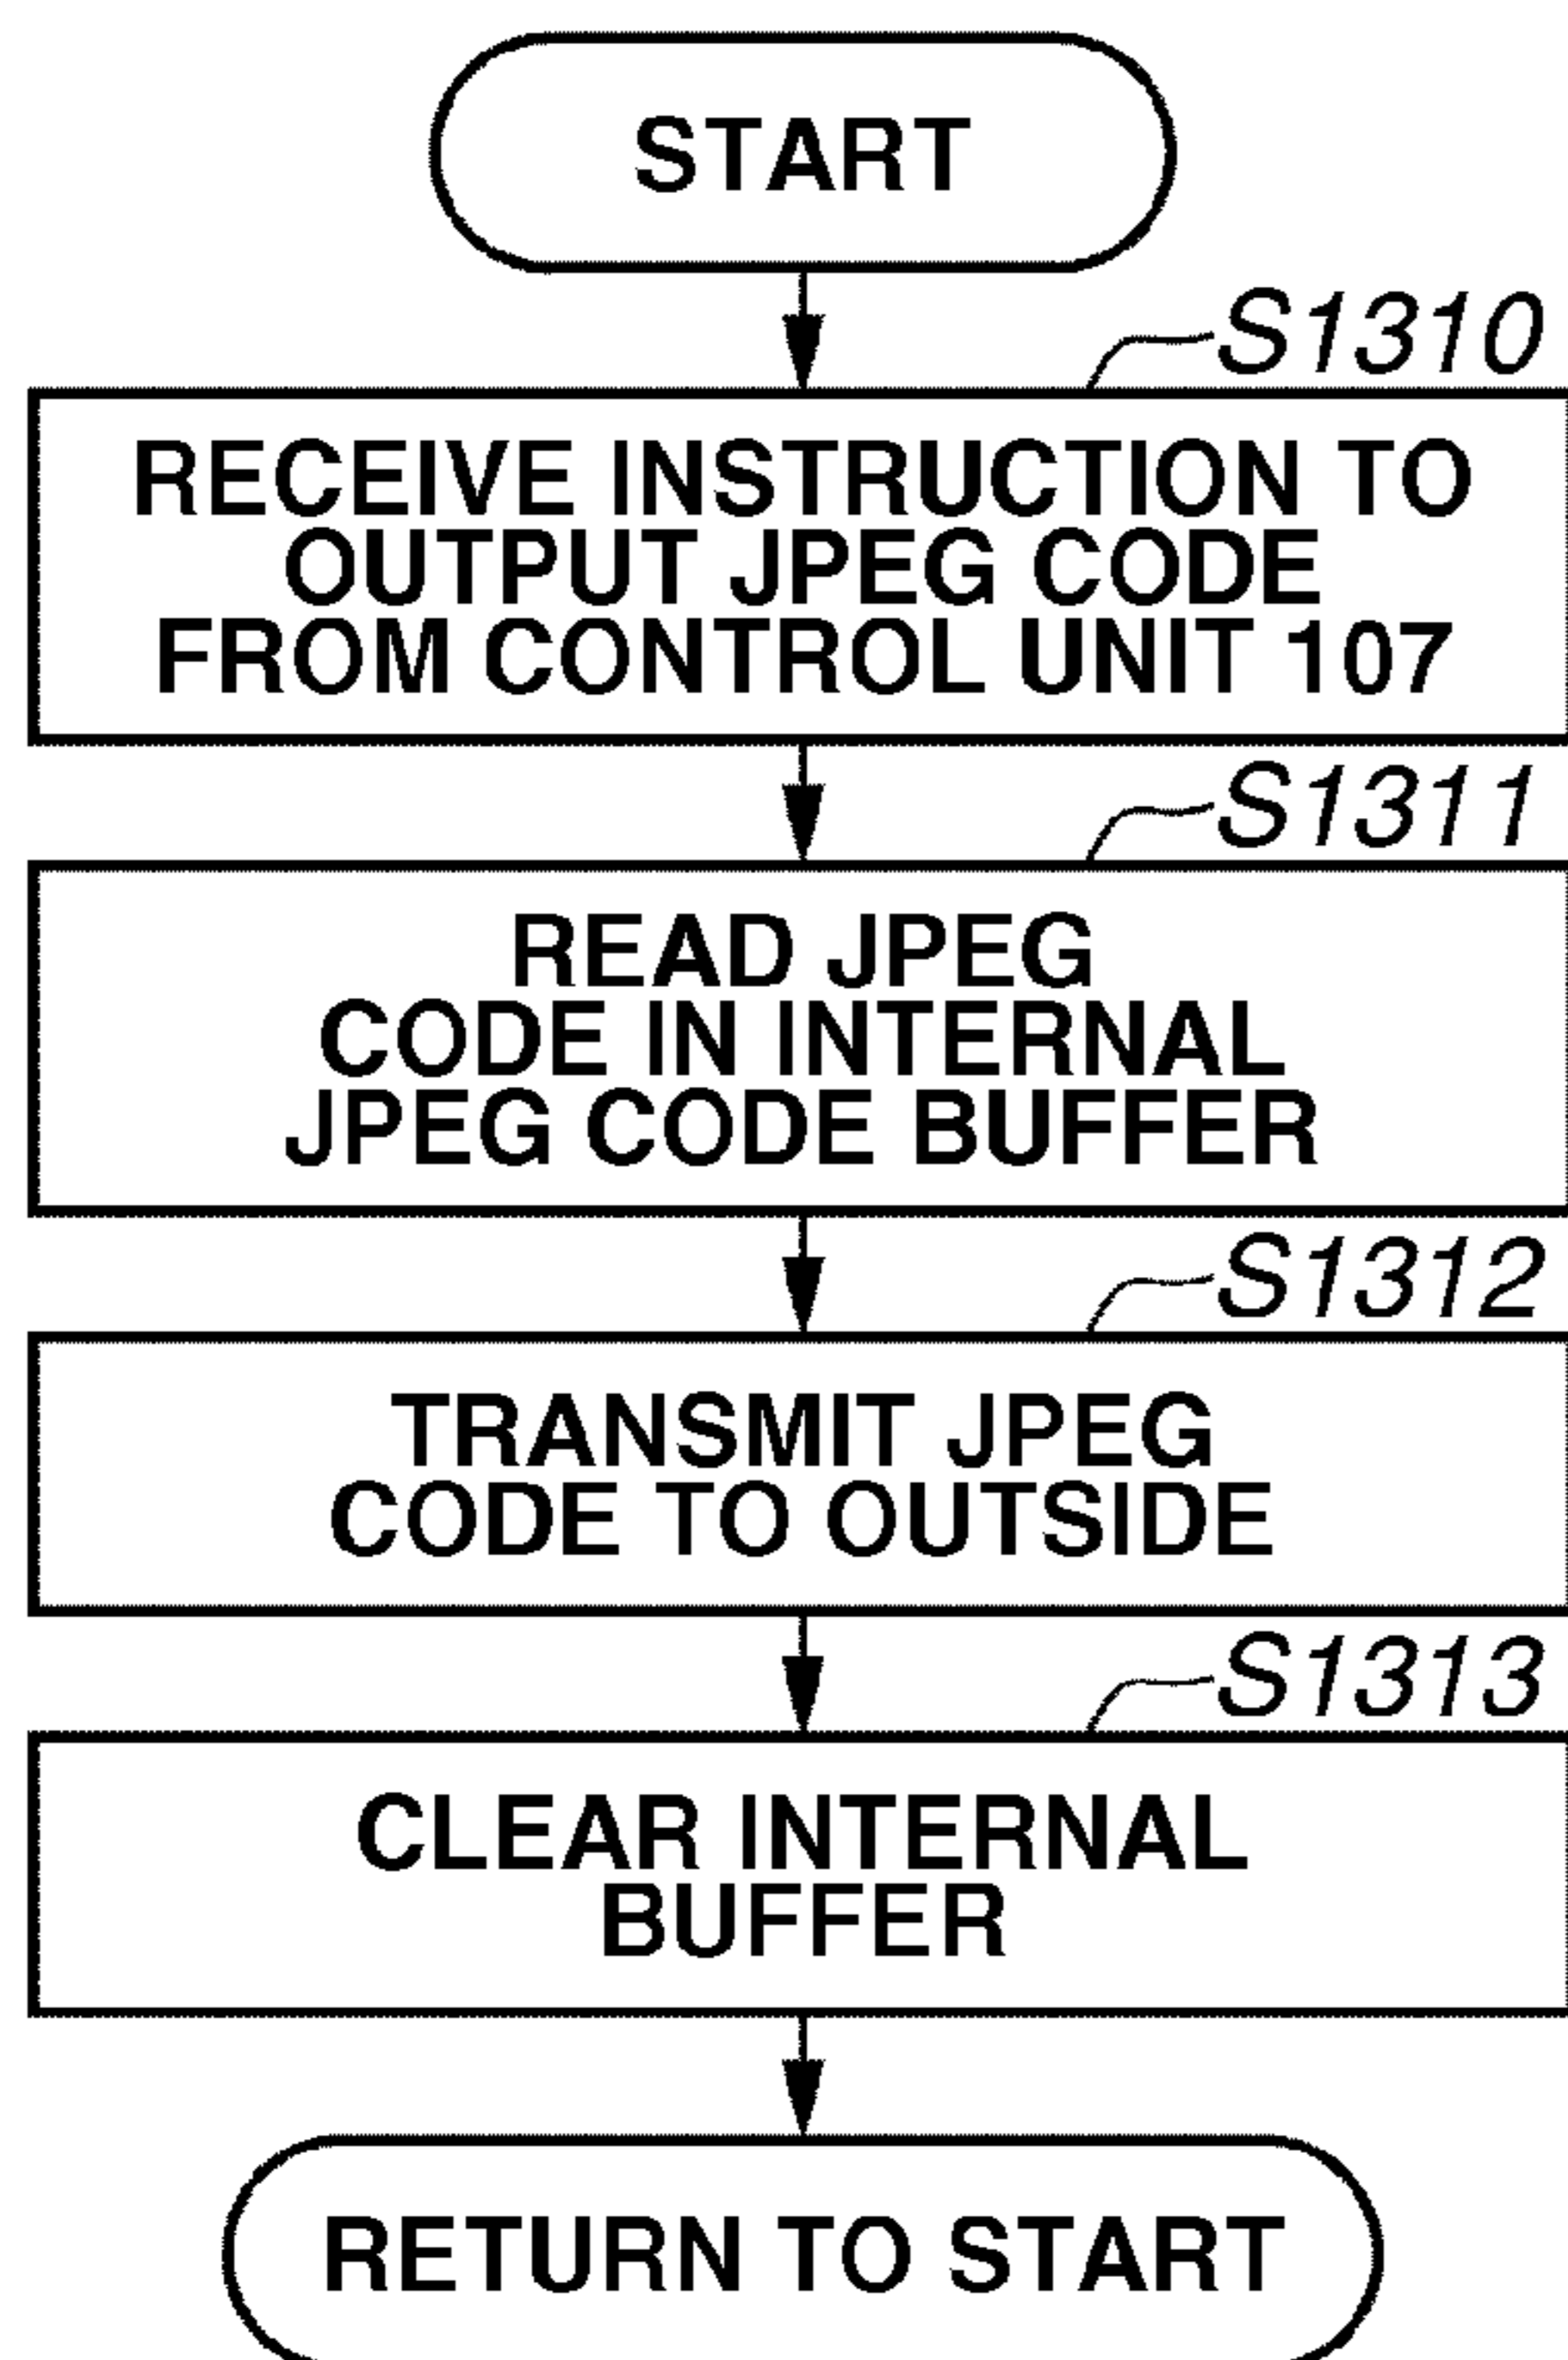 START
S1310
RECEIVE INSTRUCTION TO
OUTPUT JPEG CODE
FROM CONTROL UNIT 107
S1311
READ JPEG
CODE IN INTERNAL
JPEG CODE BUFFER
S1312
TRANSMIT JPEG
CODE TO OUTSIDE
S1313
CLEAR INTERNAL
BUFFER
RETURN TO START